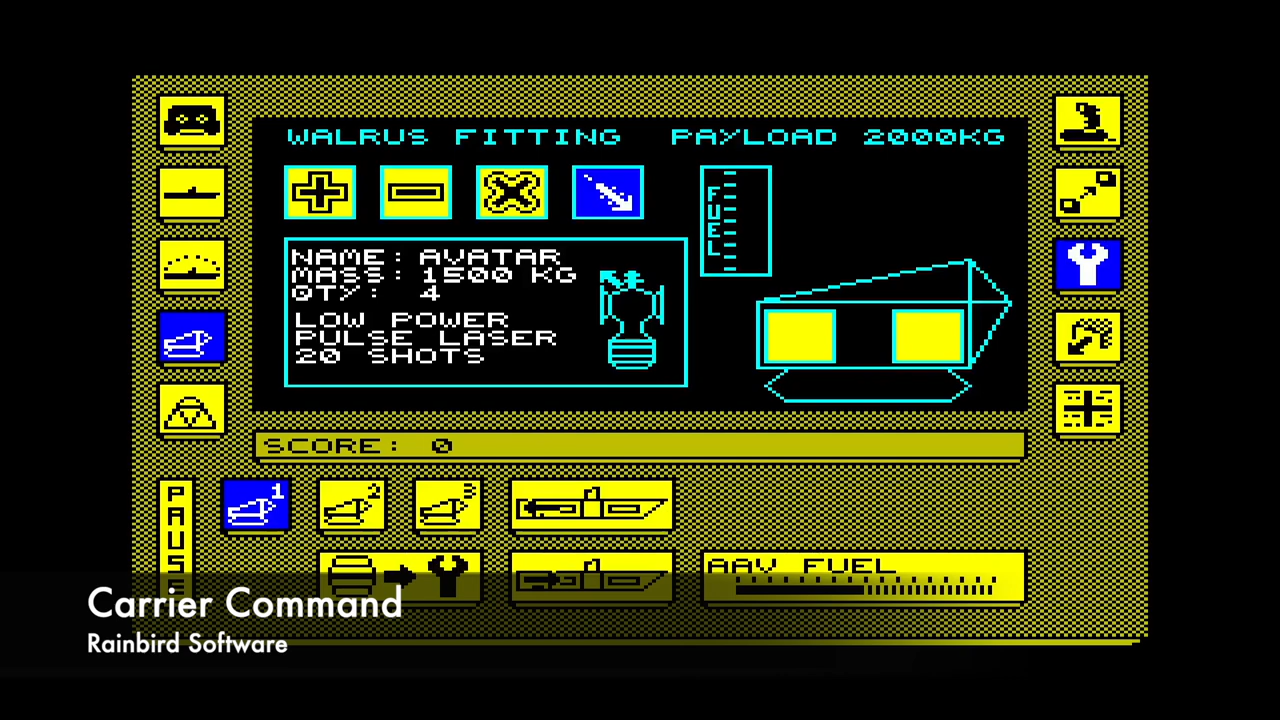 WALRUS FITTING PAYLOAD 2000KG
FUEL
NAME: AVATAR
MASS: 1500 KG
QTY: 4
LOW POWER
PULSE LASER
20 SHOTS
SCORE: 0
PAUSE
1 2 3
AAV FUEL
Carrier Command
Rainbird Software